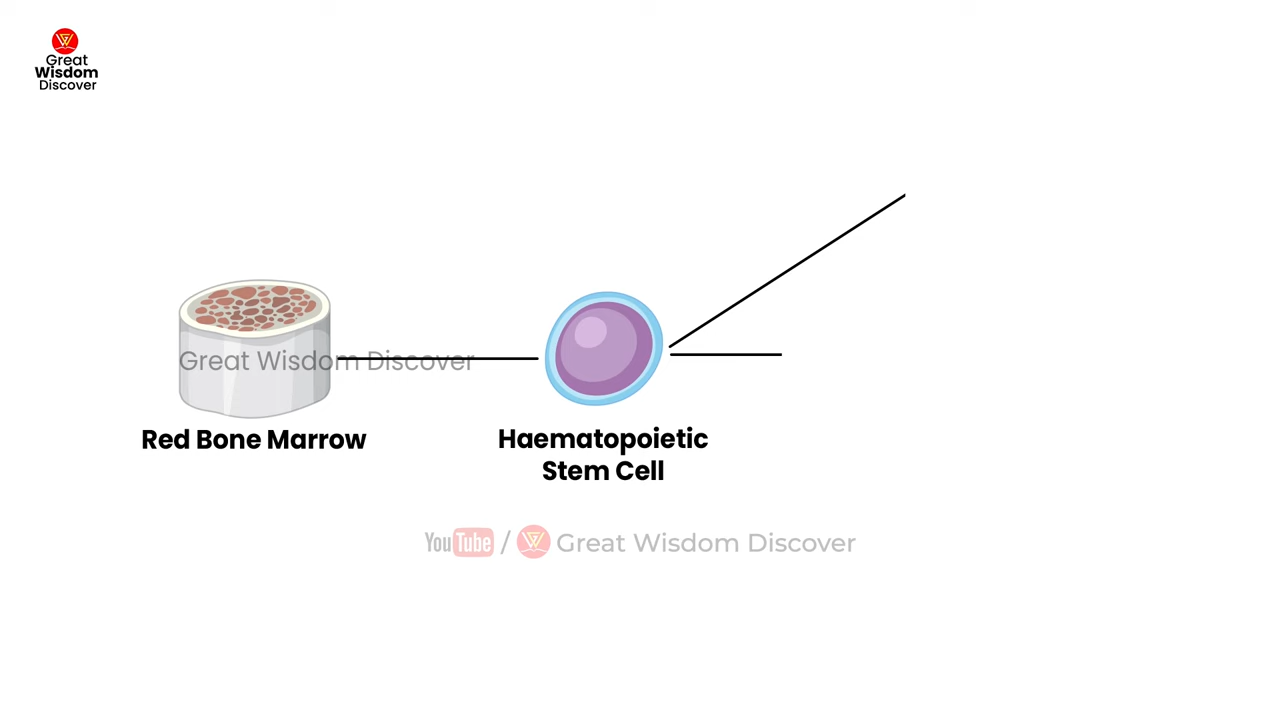 Great
Wisdom
Discover
Great Wisdom Discover
Red Bone Marrow
Haematopoietic
Stem Cell
YouTube / Great Wisdom Discover